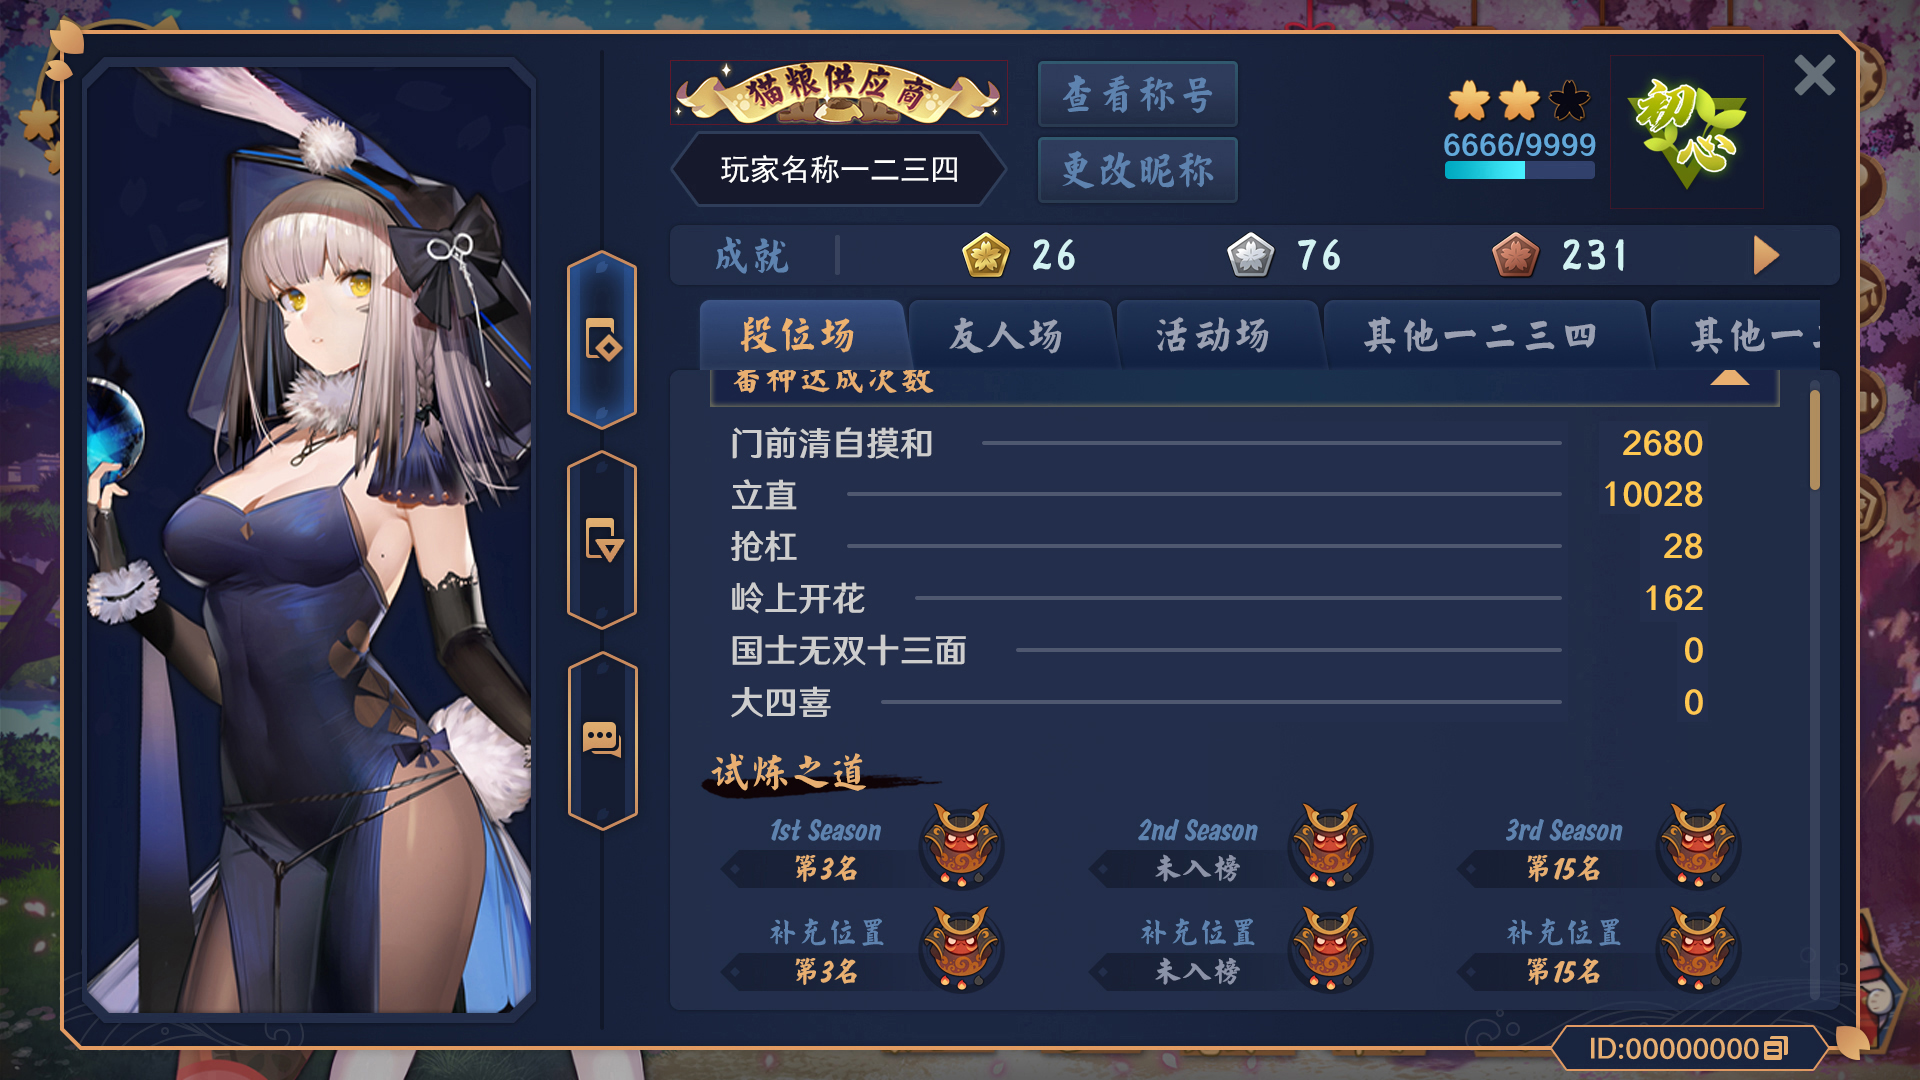 猫粮供应商
玩家名称一二三四
查看称号
更改昵称
6666/9999
初心
成就 26 76 231
段位场 友人场 活动场 其他一二三四 其他一二
番种达成次数
门前清自摸和 2680
立直 10028
抢杠 28
岭上开花 162
国士无双十三面 0
大四喜 0
试炼之道
1st Season 2nd Season 3rd Season
第3名 未入榜 第15名
补充位置 补充位置 补充位置
第3名 未入榜 第15名
ID:00000000